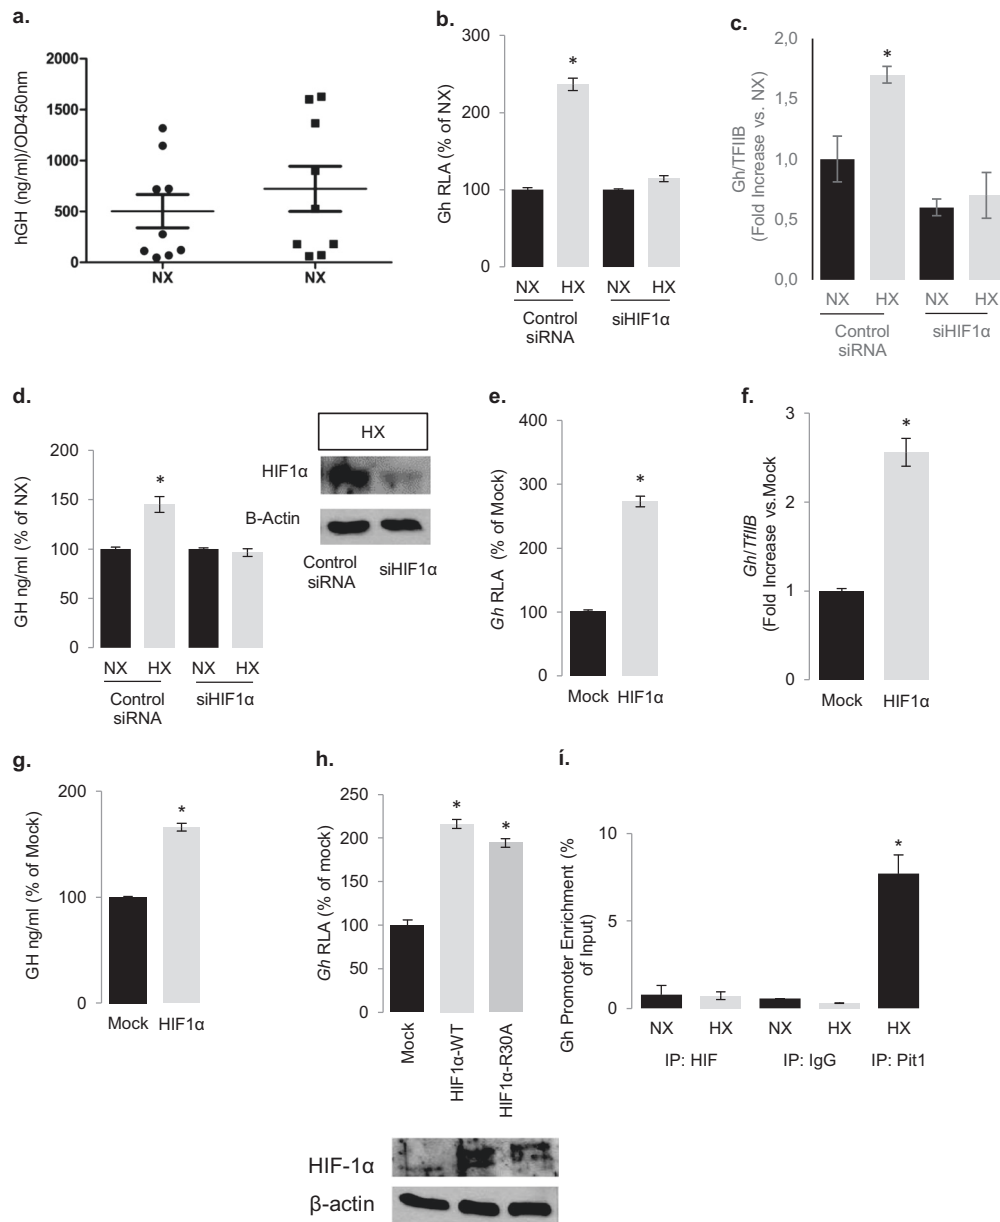 a.
2000
1500
1000
500
0
hGH (ng/ml)/OD450nm
NX
NX
b.
300
200
100
0
Gh RLA (% of NX)
*
NX HX NX HX
Control siHIF1α
siRNA
c.
2,0
1,5
1,0
0,5
0,0
Gh/TFIIB
(Fold Increase vs. NX)
*
NX HX NX HX
Control siHIF1α
siRNA
d.
200
150
100
50
0
GH ng/ml (% of NX)
*
NX HX NX HX
Control siHIF1α
siRNA
HX
HIF1α
B-Actin
Control siHIF1α
siRNA
e.
400
300
200
100
0
Gh RLA (% of Mock)
*
Mock HIF1α
f.
3
2
1
0
Gh/TfIIB
(Fold Increase vs.Mock
*
Mock HIF1α
g.
200
100
0
GH ng/ml (% of Mock)
*
Mock HIF1α
h.
250
200
150
100
50
0
Gh RLA (% of mock)
*
*
Mock
HIF1α-WT
HIF1α-R30A
HIF-1α
β-actin
í.
10
5
0
Gh Promoter Enrichment (%
of Input)
*
NX HX NX HX HX
IP: HIF IP: IgG IP: Pit1